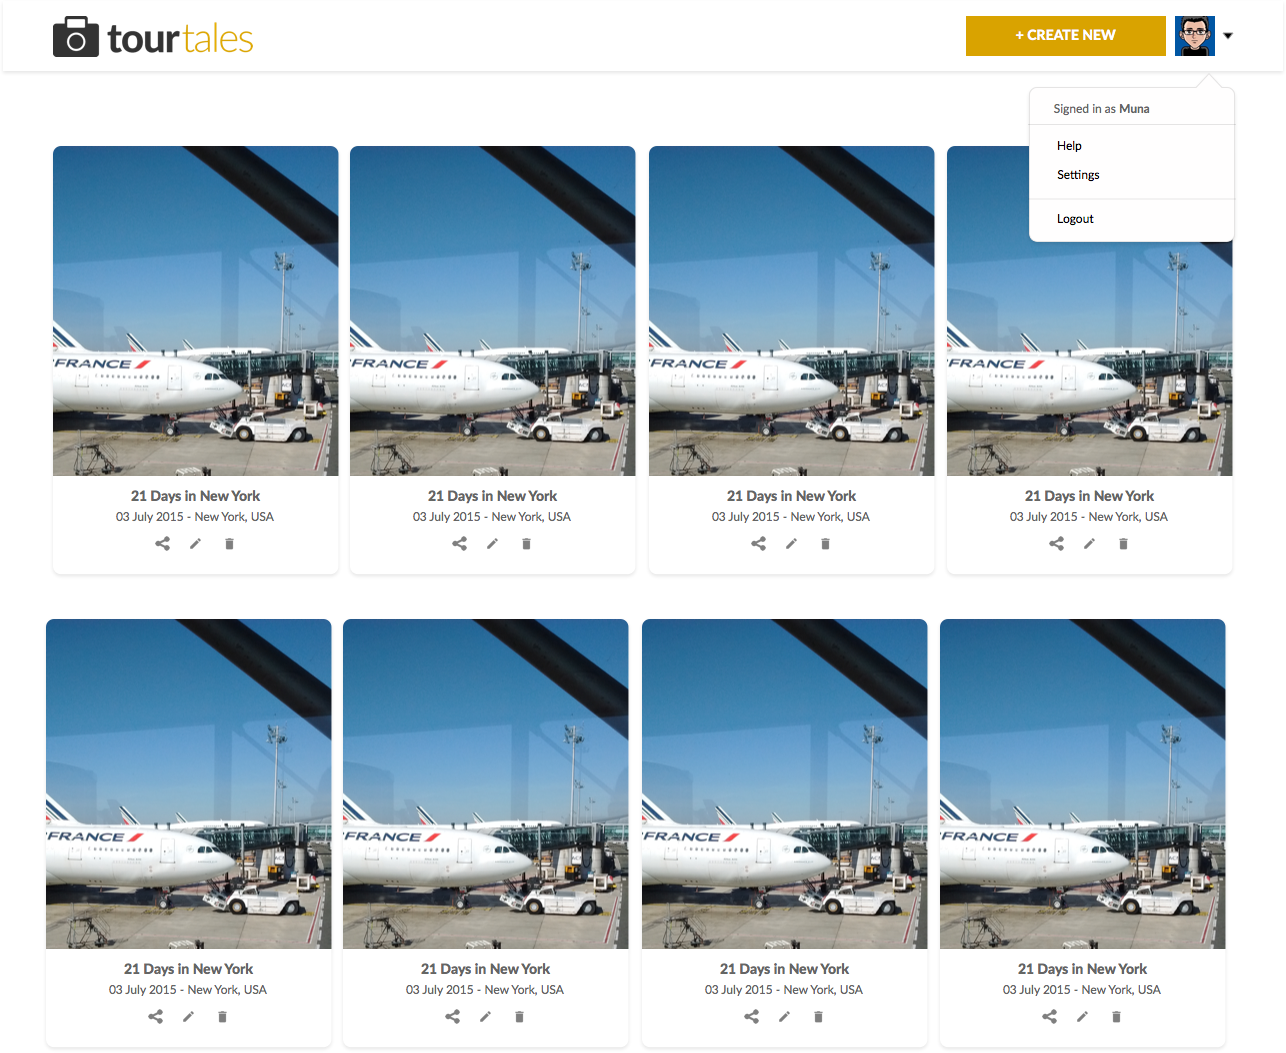 tourtales
+ CREATE NEW
Signed in as Muna
Help
Settings
Logout
FRANCE
FRANCE
FRANCE
FRANCE
21 Days in New York
03 July 2015 - New York, USA
21 Days in New York
03 July 2015 - New York, USA
21 Days in New York
03 July 2015 - New York, USA
21 Days in New York
03 July 2015 - New York, USA
FRANCE
FRANCE
FRANCE
FRANCE
21 Days in New York
03 July 2015 - New York, USA
21 Days in New York
03 July 2015 - New York, USA
21 Days in New York
03 July 2015 - New York, USA
21 Days in New York
03 July 2015 - New York, USA